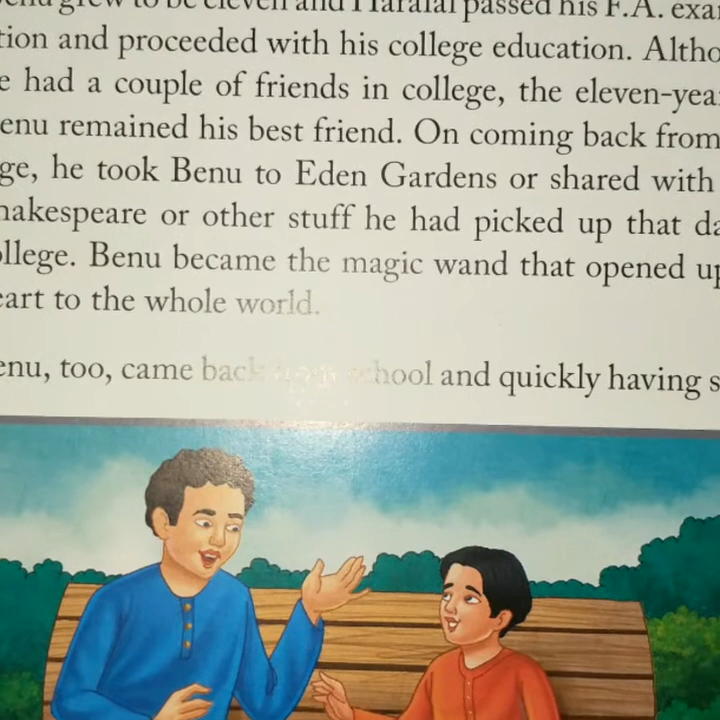 grew to be eleven and Haralal passed his F.A. exa
tion and proceeded with his college education. Altho
e had a couple of friends in college, the eleven-yea
enu remained his best friend. On coming back from
ge, he took Benu to Eden Gardens or shared with
hakespeare or other stuff he had picked up that da
ollege. Benu became the magic wand that opened up
eart to the whole world.
enu, too, came back from school and quickly having s